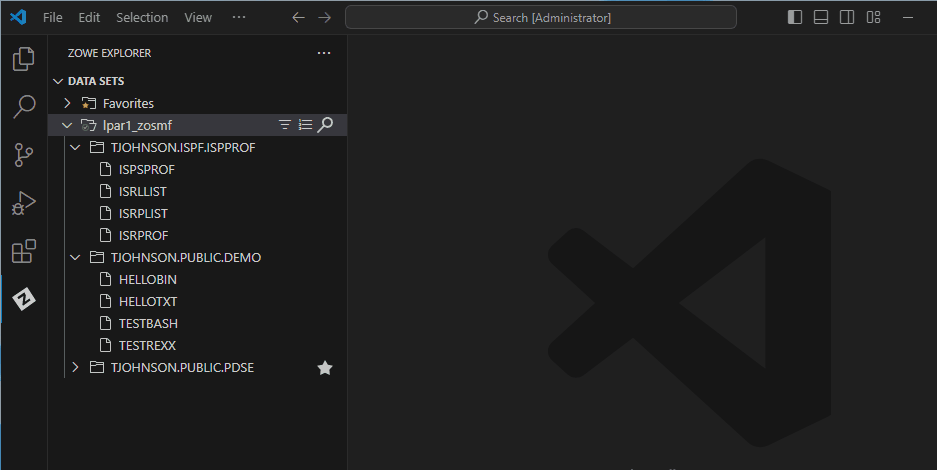 File Edit Selection View ··· Search [Administrator]
ZOWE EXPLORER ···
DATA SETS
Favorites
lpar1_zosmf
TJOHNSON.ISPF.ISPPROF
ISPSPROF
ISRLLIST
ISRPLIST
ISRPROF
TJOHNSON.PUBLIC.DEMO
HELLOBIN
HELLOTXT
TESTBASH
TESTREXX
TJOHNSON.PUBLIC.PDSE